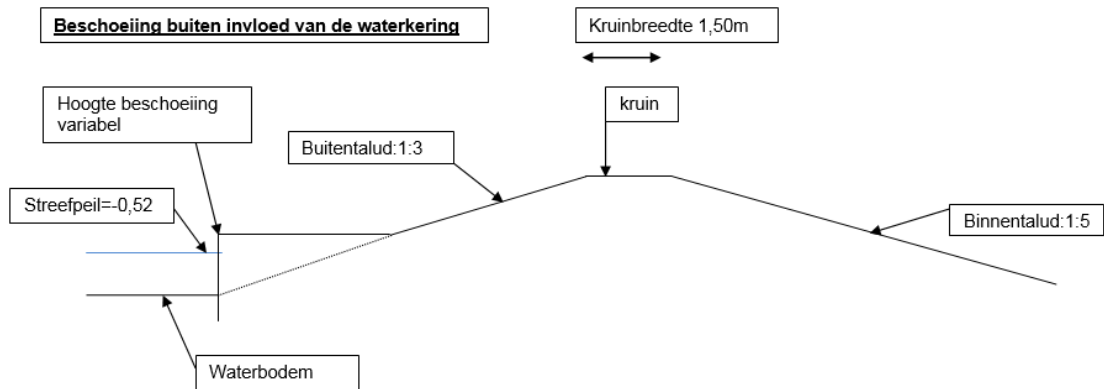 Beschoeiing buiten invloed van de waterkering
Kruinbreedte 1,50m
Hoogte beschoeiing
variabel
kruin
Buitentalud:1:3
Streefpeil=-0,52
Binnentalud:1:5
Waterbodem